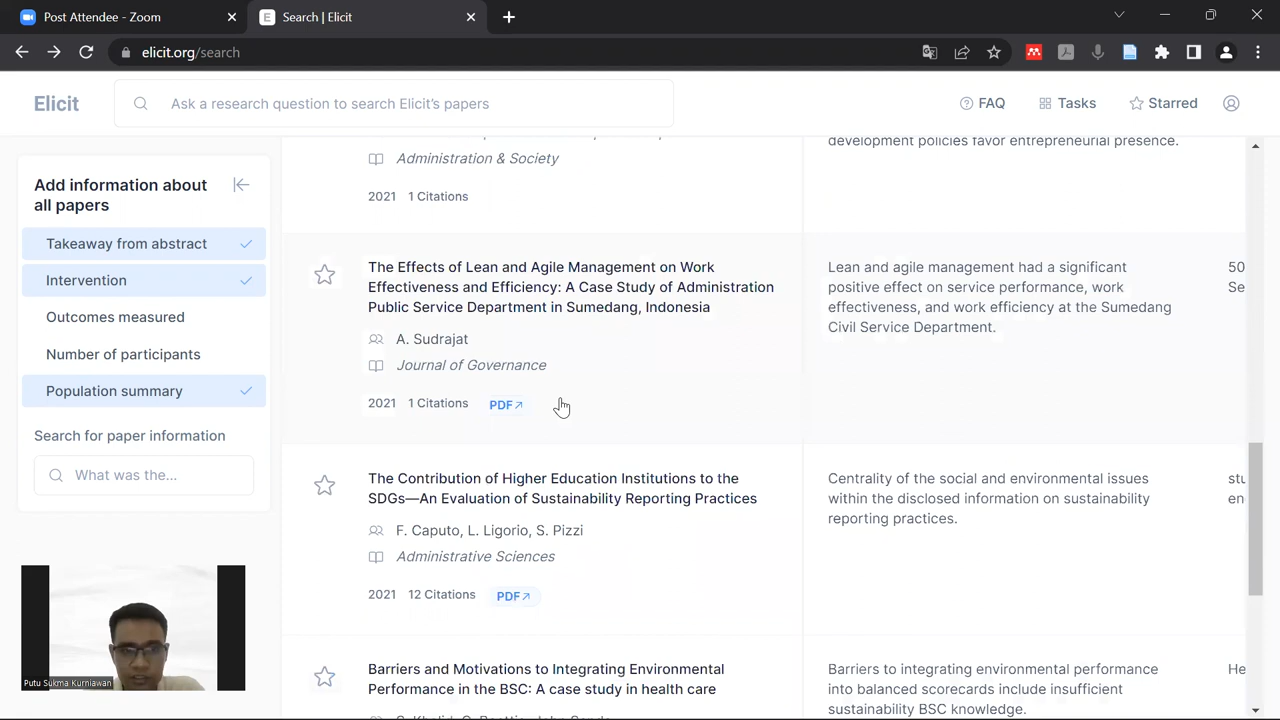 Post Attendee - Zoom
Search | Elicit
elicit.org/search
Elicit
Ask a research question to search Elicit's papers
FAQ
Tasks
Starred
Add information about
all papers
Takeaway from abstract
Intervention
Outcomes measured
Number of participants
Population summary
Search for paper information
What was the...
development policies favor entrepreneurial presence.
Administration & Society
2021 1 Citations
The Effects of Lean and Agile Management on Work
Effectiveness and Efficiency: A Case Study of Administration
Public Service Department in Sumedang, Indonesia
A. Sudrajat
Journal of Governance
2021 1 Citations PDF↗
Lean and agile management had a significant
positive effect on service performance, work
effectiveness, and work efficiency at the Sumedang
Civil Service Department.
50
Se
The Contribution of Higher Education Institutions to the
SDGs—An Evaluation of Sustainability Reporting Practices
F. Caputo, L. Ligorio, S. Pizzi
Administrative Sciences
2021 12 Citations PDF↗
Centrality of the social and environmental issues
within the disclosed information on sustainability
reporting practices.
stu
en
Barriers and Motivations to Integrating Environmental
Performance in the BSC: A case study in health care
Barriers to integrating environmental performance
into balanced scorecards include insufficient
sustainability BSC knowledge.
He
Putu Sukma Kurniawan